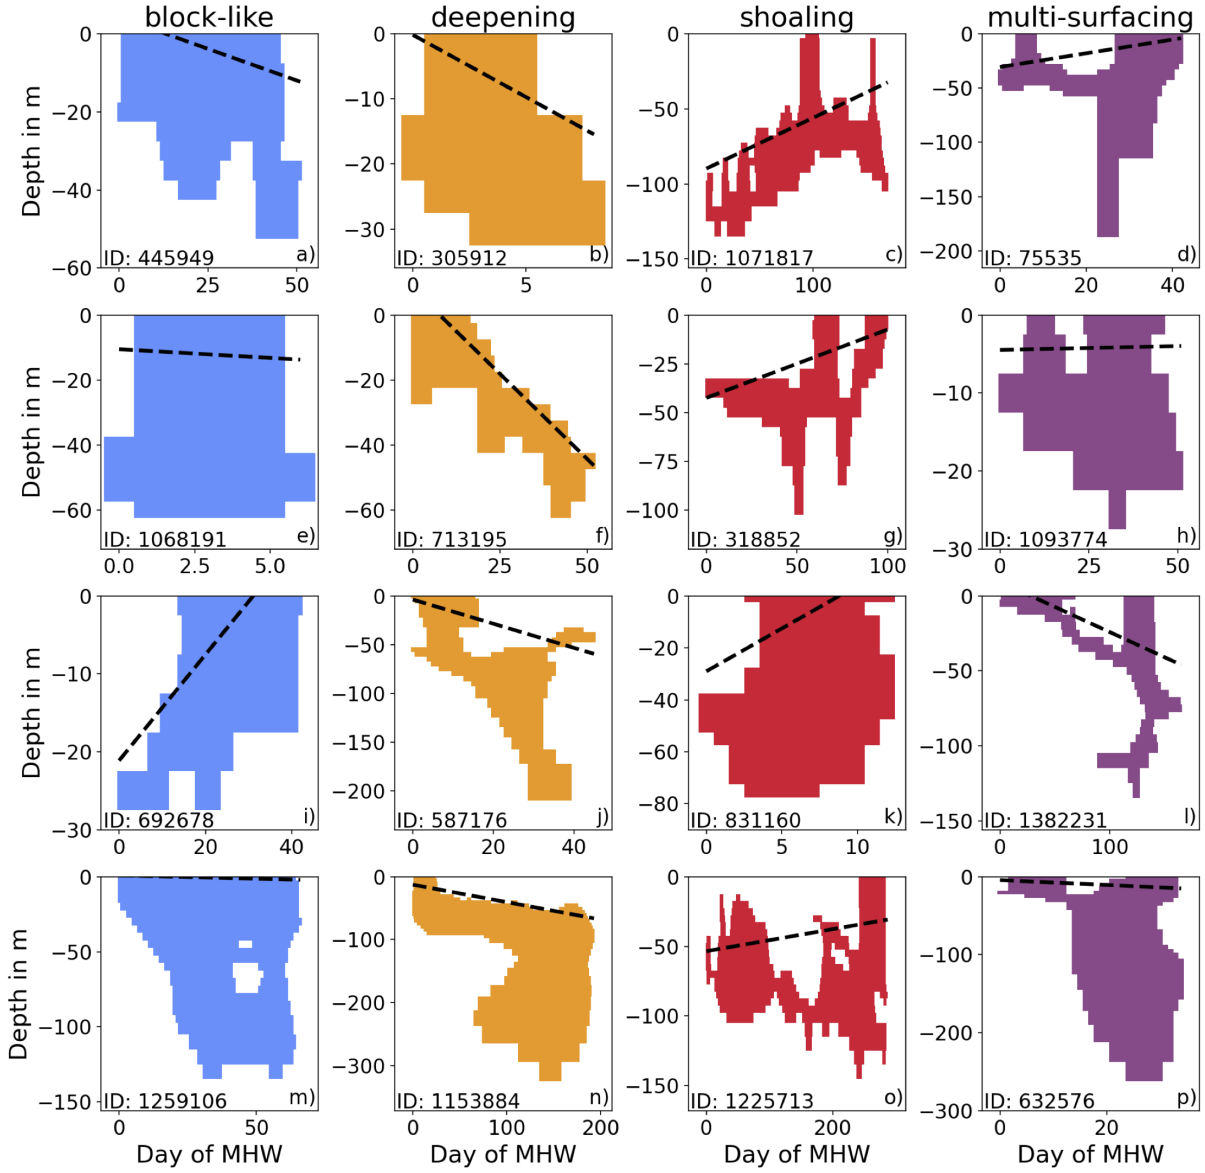 block-like deepening shoaling multi-surfacing
Depth in m
0 −20 −40 −60
ID: 445949 a)
0 25 50
0 −10 −20 −30
ID: 305912 b)
0 5
0 −50 −100 −150
ID: 1071817 c)
0 100
0 −50 −100 −150 −200
ID: 75535 d)
0 20 40
Depth in m
0 −20 −40 −60
ID: 1068191 e)
0.0 2.5 5.0
0 −20 −40 −60
ID: 713195 f)
0 25 50
0 −25 −50 −75 −100
ID: 318852 g)
0 50 100
0 −10 −20 −30
ID: 1093774 h)
0 25 50
Depth in m
0 −10 −20 −30
ID: 692678 i)
0 20 40
0 −50 −100 −150 −200
ID: 587176 j)
0 20 40
0 −20 −40 −60 −80
ID: 831160 k)
0 5 10
0 −50 −100 −150
ID: 1382231 l)
100
Depth in m
0 −50 −100 −150
ID: 1259106 m)
0 50
Day of MHW
0 −100 −200 −300
ID: 1153884 n)
0 100 200
Day of MHW
0 −50 −100 −150
ID: 1225713 o)
0 200
Day of MHW
0 −100 −200 −300
ID: 632576 p)
0 20
Day of MHW